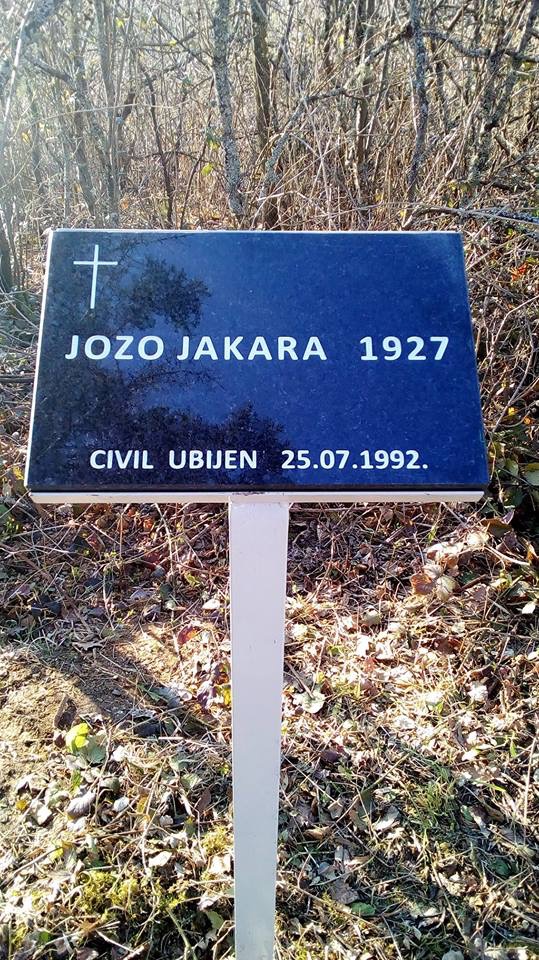 JOZO JAKARA 1927
CIVIL UBIJEN 25.07.1992.